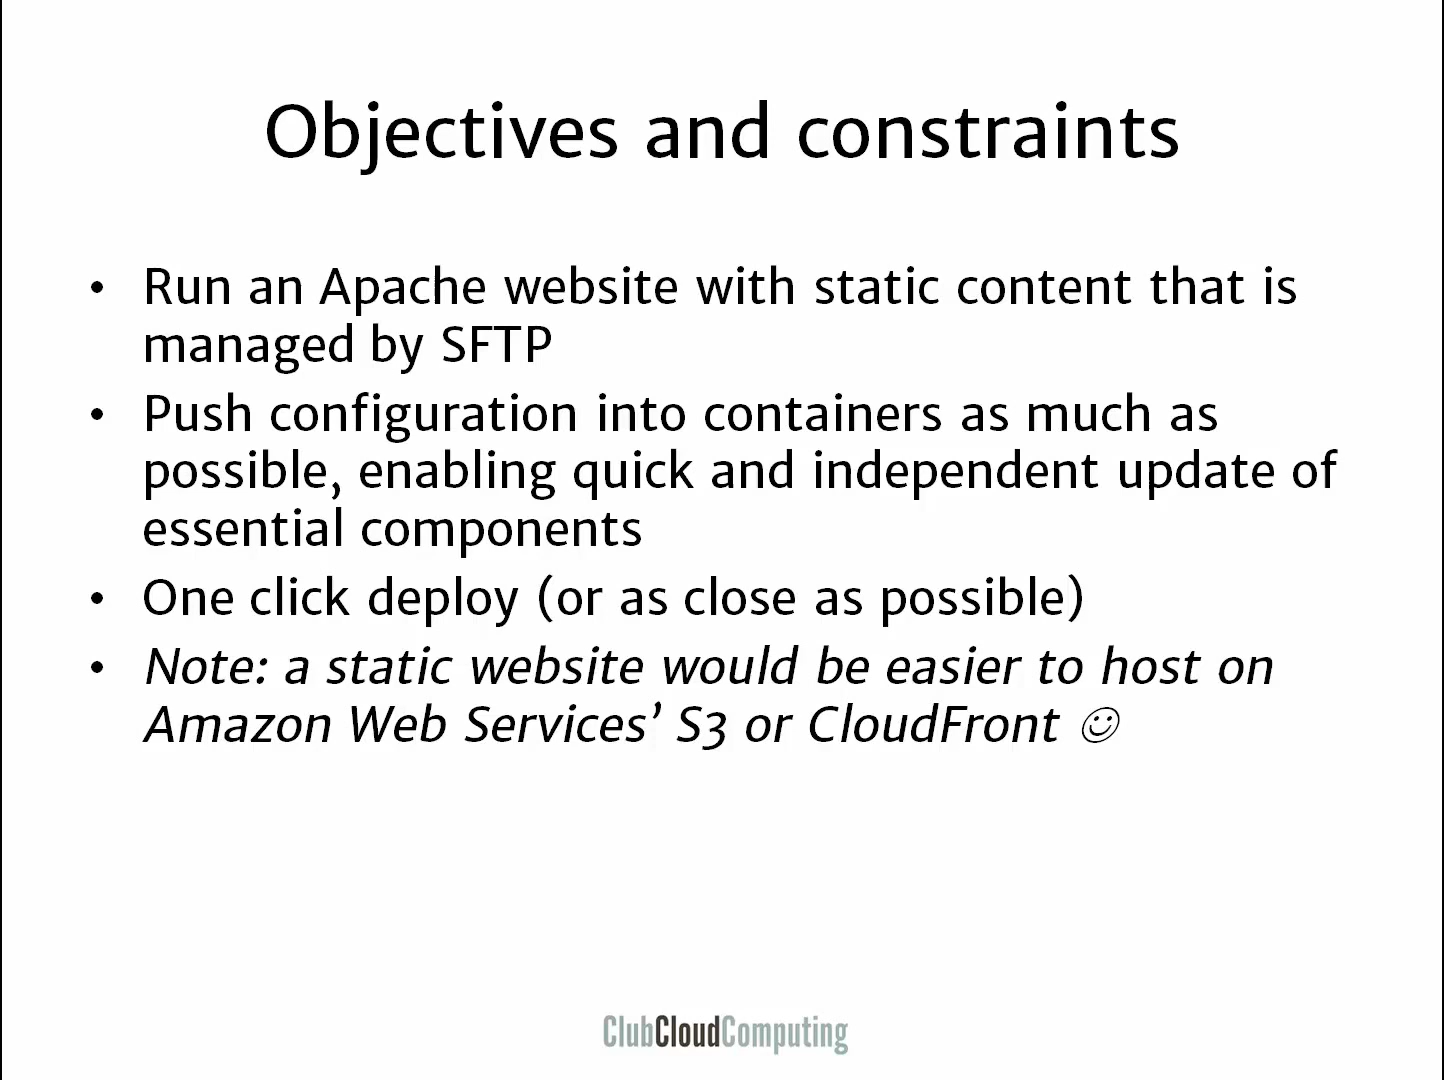 Objectives and constraints
• Run an Apache website with static content that is
managed by SFTP
• Push configuration into containers as much as
possible, enabling quick and independent update of
essential components
• One click deploy (or as close as possible)
• Note: a static website would be easier to host on
Amazon Web Services’ S3 or CloudFront ☺
ClubCloudComputing